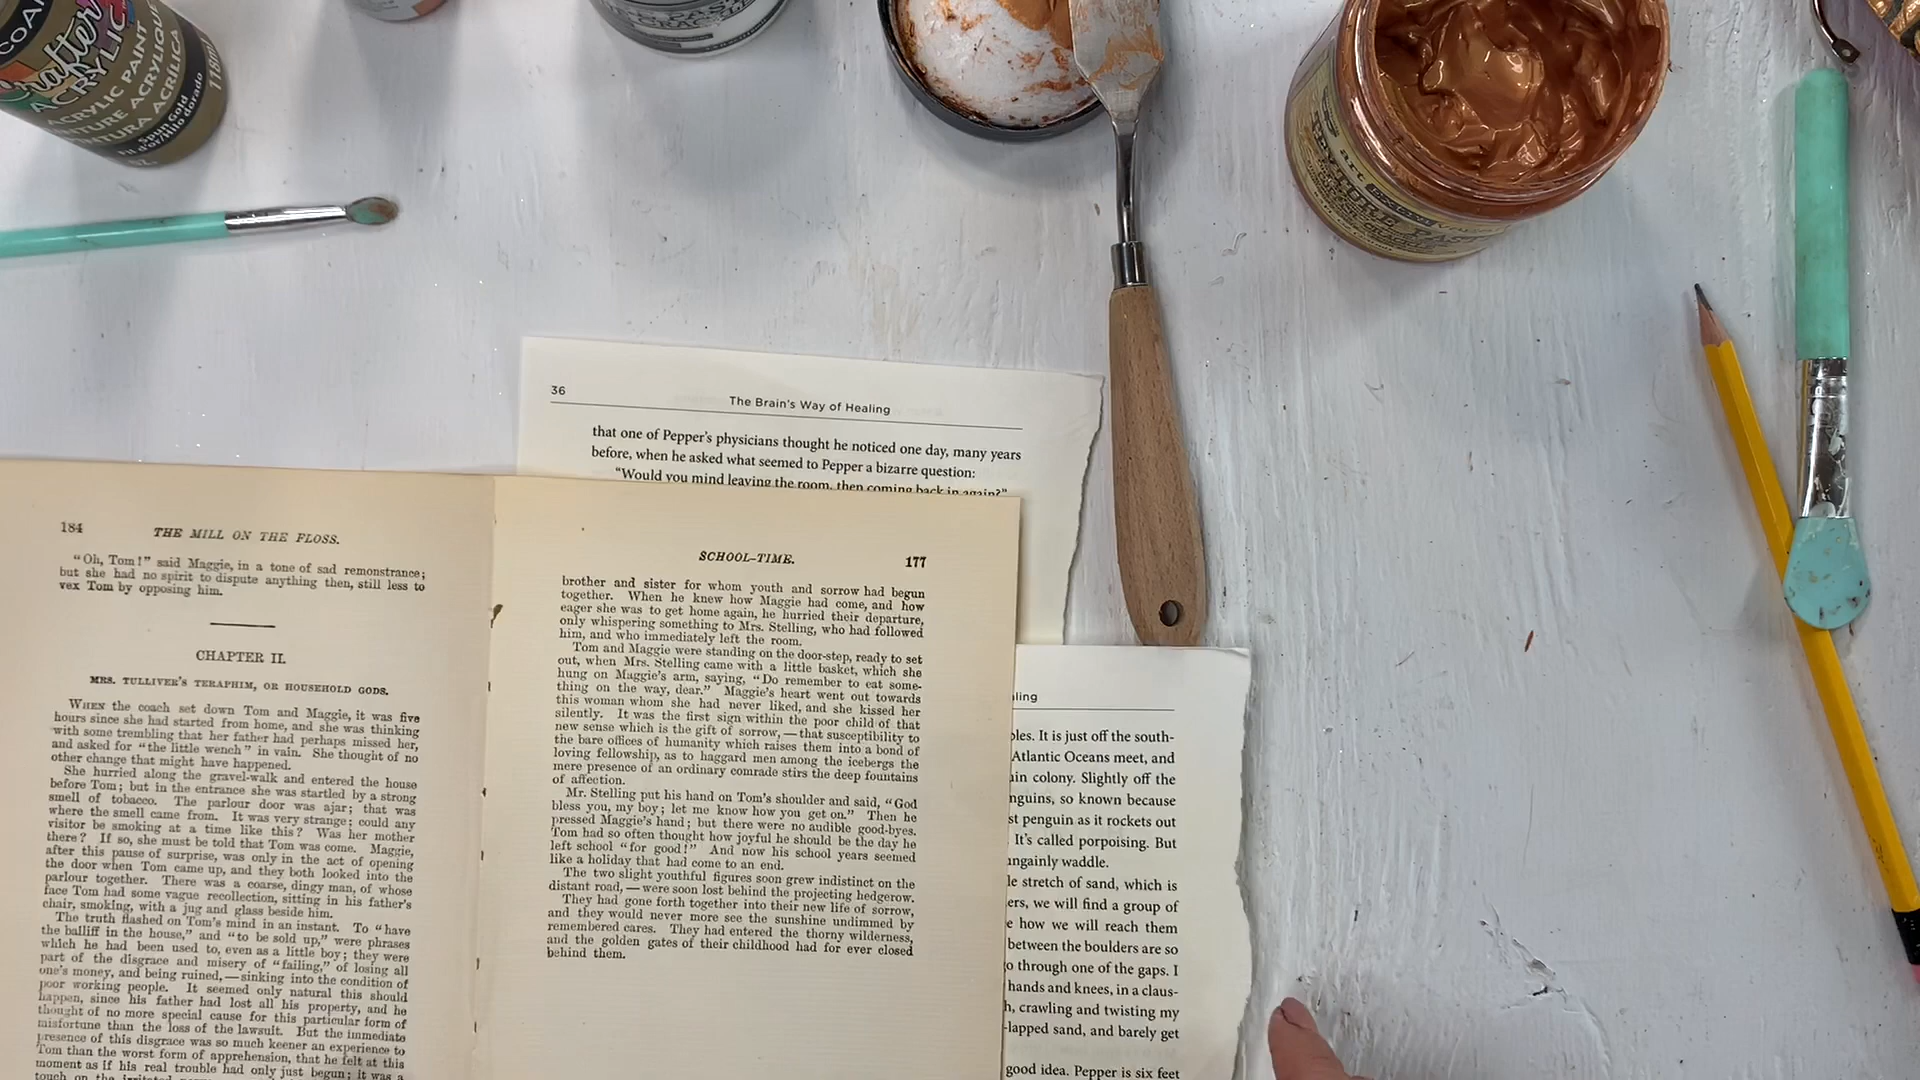 Crafter's
ACRYLIC
ACRYLIC PAINT
ACRYLIQUE
ACRÍLICA
118ml
Spun Gold
Fil d'or/Hilo dorado
36
The Brain's Way of Healing
that one of Pepper's physicians thought he noticed one day, many years
before, when he asked what seemed to Pepper a bizarre question:
"Would you mind leaving the room, then coming back in again?"
184
THE MILL ON THE FLOSS.
"Oh, Tom!" said Maggie, in a tone of sad remonstrance;
but she had no spirit to dispute anything then, still less to
vex Tom by opposing him.
CHAPTER II.
MRS. TULLIVER'S TERAPHIM, OR HOUSEHOLD GODS.
WHEN the coach set down Tom and Maggie, it was five
hours since she had started from home, and she was thinking
with some trembling that her father had perhaps missed her,
and asked for "the little wench" in vain. She thought of no
other change that might have happened.
She hurried along the gravel-walk and entered the house
before Tom; but in the entrance she was startled by a strong
smell of tobacco. The parlour door was ajar; that was
where the smell came from. It was very strange; could any
visitor be smoking at a time like this? Was her mother
there? If so, she must be told that Tom was come. Maggie,
after this pause of surprise, was only in the act of opening
the door when Tom came up, and they both looked into the
parlour together. There was a coarse, dingy man, of whose
face Tom had some vague recollection, sitting in his father's
chair, smoking, with a jug and glass beside him.
The truth flashed on Tom's mind in an instant. To "have
the bailiff in the house," and "to be sold up," were phrases
which he had been used to, even as a little boy; they were
part of the disgrace and misery of "failing," of losing all
one's money, and being ruined,—sinking into the condition of
poor working people. It seemed only natural this should
happen, since his father had lost all his property, and he
thought of no more special cause for this particular form of
misfortune than the loss of the lawsuit. But the immediate
presence of this disgrace was so much keener an experience to
Tom than the worst form of apprehension, that he felt at this
moment as if his real trouble had only just begun; it was a
touch on the irritated
SCHOOL-TIME.
177
brother and sister for whom youth and sorrow had begun
together. When he knew how Maggie had come, and how
eager she was to get home again, he hurried their departure,
only whispering something to Mrs. Stelling, who had followed
him, and who immediately left the room.
Tom and Maggie were standing on the door-step, ready to set
out, when Mrs. Stelling came with a little basket, which she
hung on Maggie's arm, saying, "Do remember to eat some-
thing on the way, dear." Maggie's heart went out towards
this woman whom she had never liked, and she kissed her
silently. It was the first sign within the poor child of that
new sense which is the gift of sorrow,—that susceptibility to
the bare offices of humanity which raises them into a bond of
loving fellowship, as to haggard men among the icebergs the
mere presence of an ordinary comrade stirs the deep fountains
of affection.
Mr. Stelling put his hand on Tom's shoulder and said, "God
bless you, my boy; let me know how you get on." Then he
pressed Maggie's hand; but there were no audible good-byes.
Tom had so often thought how joyful he should be the day he
left school "for good!" And now his school years seemed
like a holiday that had come to an end.
The two slight youthful figures soon grew indistinct on the
distant road,—were soon lost behind the projecting hedgerow.
They had gone forth together into their new life of sorrow,
and they would never more see the sunshine undimmed by
remembered cares. They had entered the thorny wilderness,
and the golden gates of their childhood had for ever closed
behind them.
ling
ples. It is just off the south-
Atlantic Oceans meet, and
in colony. Slightly off the
nguins, so known because
st penguin as it rockets out
It's called porpoising. But
ungainly waddle.
le stretch of sand, which is
ers, we will find a group of
e how we will reach them
between the boulders are so
o through one of the gaps. I
hands and knees, in a claus-
h, crawling and twisting my
-lapped sand, and barely get
good idea. Pepper is six feet